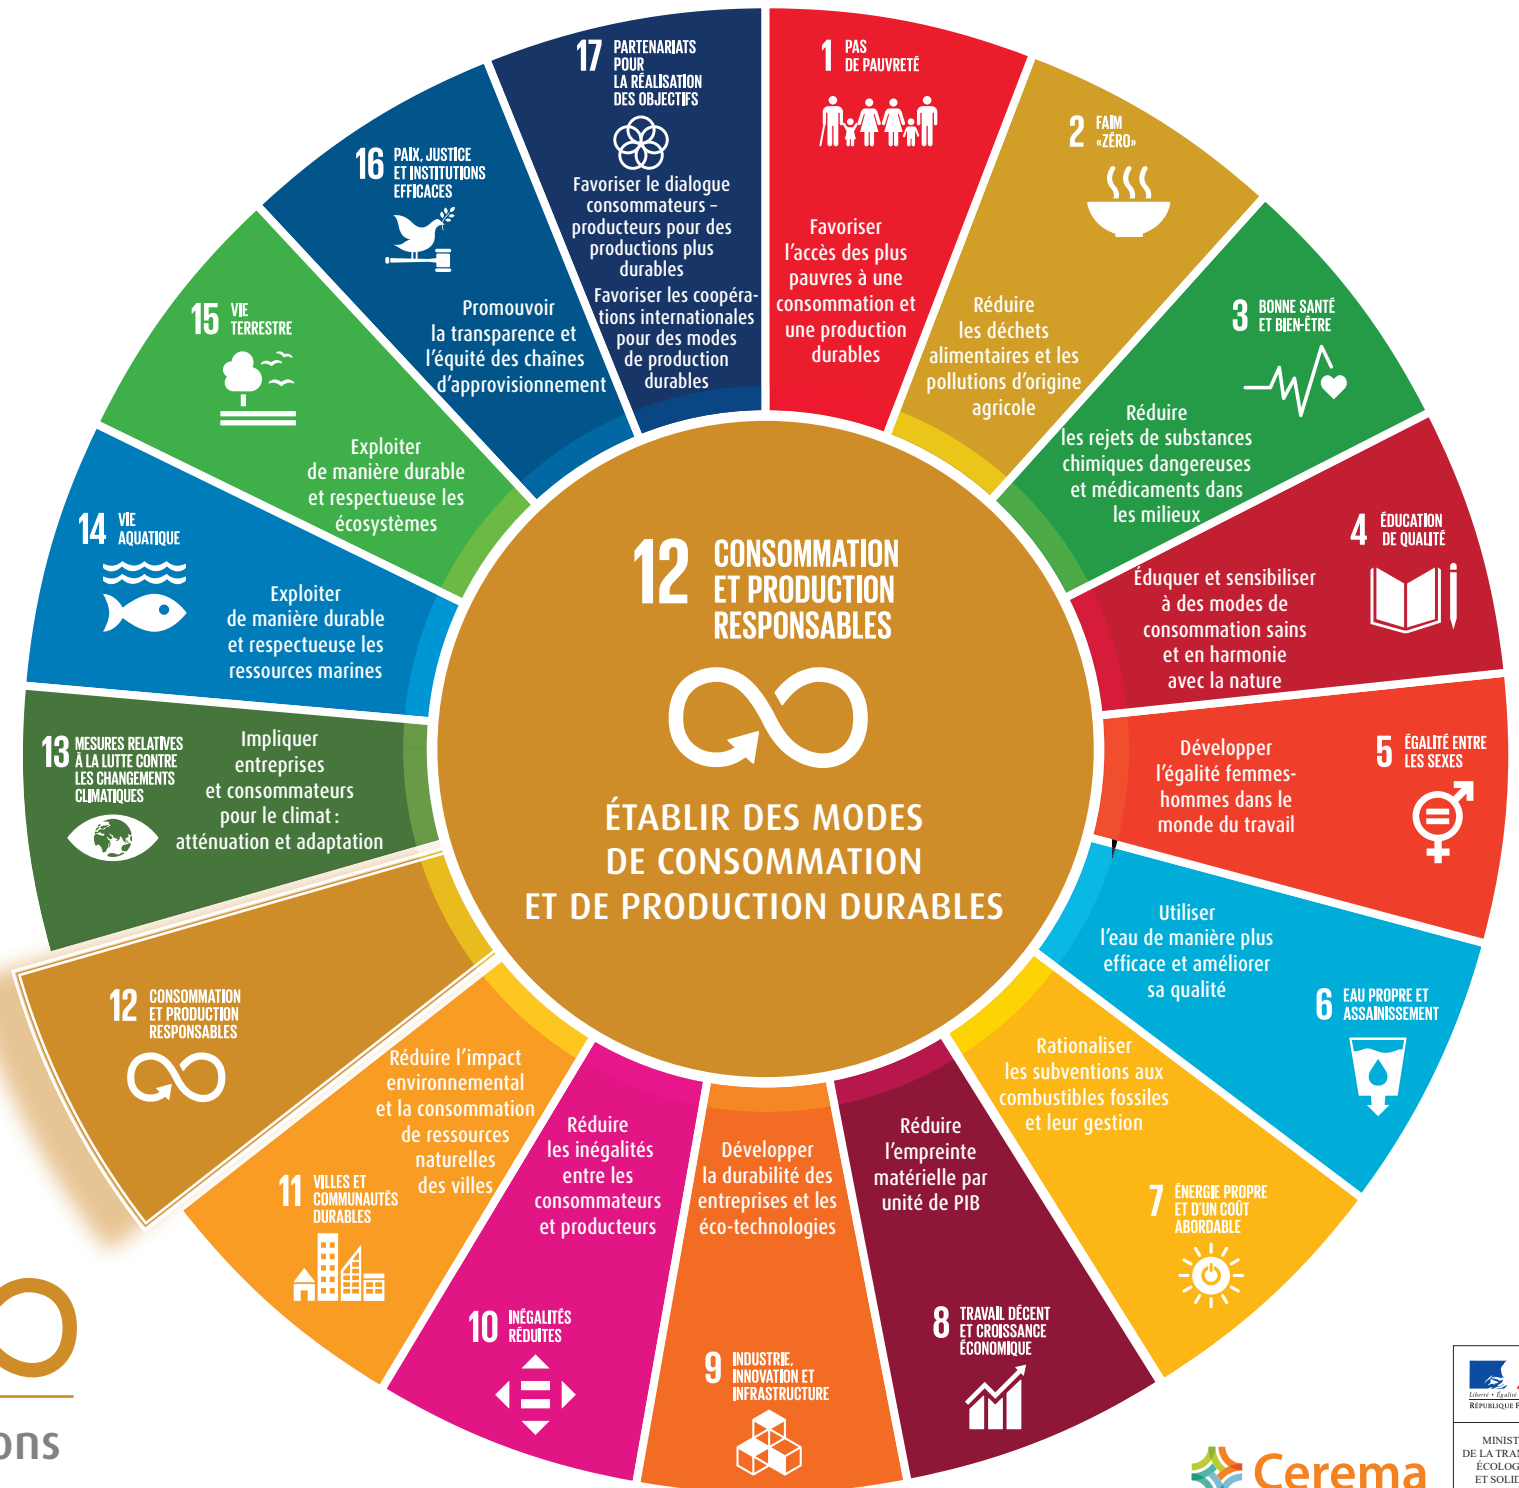 17 PARTENARIATS
POUR
LA RÉALISATION
DES OBJECTIFS
Favoriser le dialogue
consommateurs –
producteurs pour des
productions plus
durables
Favoriser les coopéra-
tions internationales
pour des modes
de production
durables
1 PAS
DE PAUVRETÉ
Favoriser
l'accès des plus
pauvres à une
consommation et
une production
durables
2 FAIM
«ZÉRO»
Réduire
les déchets
alimentaires et les
pollutions d'origine
agricole
3 BONNE SANTÉ
ET BIEN-ÊTRE
Réduire
les rejets de substances
chimiques dangereuses
et médicaments dans
les milieux
4 ÉDUCATION
DE QUALITÉ
Éduquer et sensibiliser
à des modes de
consommation sains
et en harmonie
avec la nature
5 ÉGALITÉ ENTRE
LES SEXES
Développer
l'égalité femmes-
hommes dans le
monde du travail
6 EAU PROPRE ET
ASSAINISSEMENT
Utiliser
l'eau de manière plus
efficace et améliorer
sa qualité
7 ÉNERGIE PROPRE
ET D'UN COÛT
ABORDABLE
Rationaliser
les subventions aux
combustibles fossiles
et leur gestion
8 TRAVAIL DÉCENT
ET CROISSANCE
ÉCONOMIQUE
Réduire
l'empreinte
matérielle par
unité de PIB
9 INDUSTRIE,
INNOVATION ET
INFRASTRUCTURE
Développer
la durabilité des
entreprises et les
éco-technologies
10 INÉGALITÉS
RÉDUITES
Réduire
les inégalités
entre les
consommateurs
et producteurs
11 VILLES ET
COMMUNAUTÉS
DURABLES
Réduire l'impact
environnemental
et la consommation
de ressources
naturelles
des villes
12 CONSOMMATION
ET PRODUCTION
RESPONSABLES
13 MESURES RELATIVES
À LA LUTTE CONTRE
LES CHANGEMENTS
CLIMATIQUES
Impliquer
entreprises
et consommateurs
pour le climat :
atténuation et adaptation
14 VIE
AQUATIQUE
Exploiter
de manière durable
et respectueuse les
ressources marines
15 VIE
TERRESTRE
Exploiter
de manière durable
et respectueuse les
écosystèmes
16 PAIX, JUSTICE
ET INSTITUTIONS
EFFICACES
Promouvoir
la transparence et
l'équité des chaînes
d'approvisionnement
12 CONSOMMATION
ET PRODUCTION
RESPONSABLES
ÉTABLIR DES MODES
DE CONSOMMATION
ET DE PRODUCTION DURABLES
ons
Cerema
Liberté • Égalité
RÉPUBLIQUE F
MINIST
DE LA TRAN
ÉCOLOG
ET SOLID